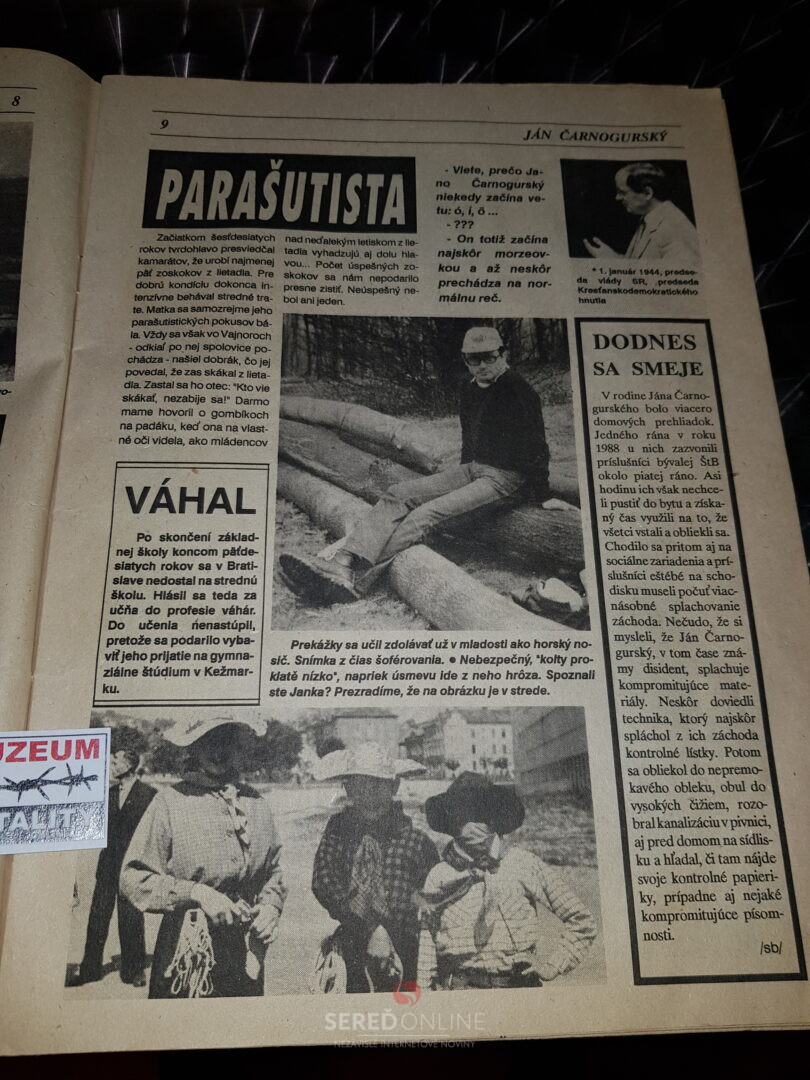 8
9
JÁN ČARNOGURSKÝ
PARAŠUTISTA
Začiatkom šesťdesiatych
rokov tvrdohlavo presviedčal
kamarátov, že urobí najmenej
päť zoskokov z lietadla. Pre
dobrú kondíciu dokonca in-
tenzívne behával stredné tra-
te. Matka sa samozrejme jeho
parašutistických pokusov bá-
la. Vždy sa však vo Vajnoroch
- odkiaľ po nej spolovice po-
chádza - našiel dobrák, čo jej
povedal, že zas skákal z lieta-
dla. Zastal sa ho otec: "Kto vie
skákať, nezabije sa!" Darmo
mame hovoril o gombíkoch
na padáku, keď ona na vlast-
né oči videla, ako mládencov
nad neďalekým letiskom z lie-
tadla vyhadzujú aj dolu hla-
vou... Počet úspešných zo-
skokov sa nám nepodarilo
presne zistiť. Neúspešný ne-
bol ani jeden.
- Viete, prečo Ja-
no Čarnogurský
niekedy začína ve-
tu: ó, í, ö ...
- ???
- On totiž začína
najskôr morzeov-
kou a až neskôr
prechádza na nor-
málnu reč.
* 1. január 1944, predse-
da vlády SR, predseda
Kresťanskodemokratického
hnutia
VÁHAL
Po skončení základ-
nej školy koncom päťde-
siatych rokov sa v Brati-
slave nedostal na strednú
školu. Hlásil sa teda za
učňa do profesie váhár.
Do učenia nenastúpil,
pretože sa podarilo vyba-
viť jeho prijatie na gymna-
ziálne štúdium v Kežmar-
ku.
Prekážky sa učil zdolávať už v mladosti ako horský no-
sič. Snímka z čias šoférovania. ● Nebezpečný, "kolty pro-
klatě nízko", napriek úsmevu ide z neho hrôza. Spoznali
ste Janka? Prezradíme, že na obrázku je v strede.
DODNES
SA SMEJE
V rodine Jána Čarno-
gurského bolo viacero
domových prehliadok.
Jedného rána v roku
1988 u nich zazvonili
príslušníci bývalej ŠtB
okolo piatej ráno. Asi
hodinu ich však nechce-
li pustiť do bytu a získa-
ný čas využili na to, že
všetci vstali a obliekli sa.
Chodilo sa pritom aj na
sociálne zariadenia a prí-
slušníci eštébé na scho-
disku museli počuť viac-
násobné splachovanie
záchoda. Nečudo, že si
mysleli, že Ján Čarno-
gurský, v tom čase zná-
my disident, splachuje
kompromitujúce mate-
riály. Neskôr doviedli
technika, ktorý najskôr
spláchol z ich záchoda
kontrolné lístky. Potom
sa obliekol do nepremo-
kavého obleku, obul do
vysokých čižiem, rozo-
bral kanalizáciu v pivnici,
aj pred domom na sídlis-
ku a hľadal, či tam nájde
svoje kontrolné papieri-
ky, prípadne aj nejaké
kompromitujúce písom-
nosti.
/sb/
UZEUM
TALITY
SEREĎONLINE
NEZÁVISLÉ INTERNETOVÉ NOVINY